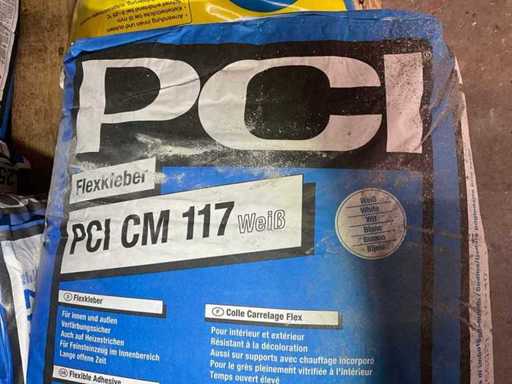 PCI
Flexkleber
PCI CM 117 Weiß
Weiß
White
Wit
Blanc
Bianco
Flexkleber
Für innen und außen
Verfärbungssicher
Auch auf Heizestrichen
Für Feinsteinzeug im Innenbereich
Lange offene Zeit
Flexible Adhesive
Colle Carrelage Flex
Pour intérieur et extérieur
Résistant à la décoloration
Aussi sur supports avec chauffage incorporé
Pour le grès pleinement vitrifiée à l'intérieur
Temps ouvert élevé